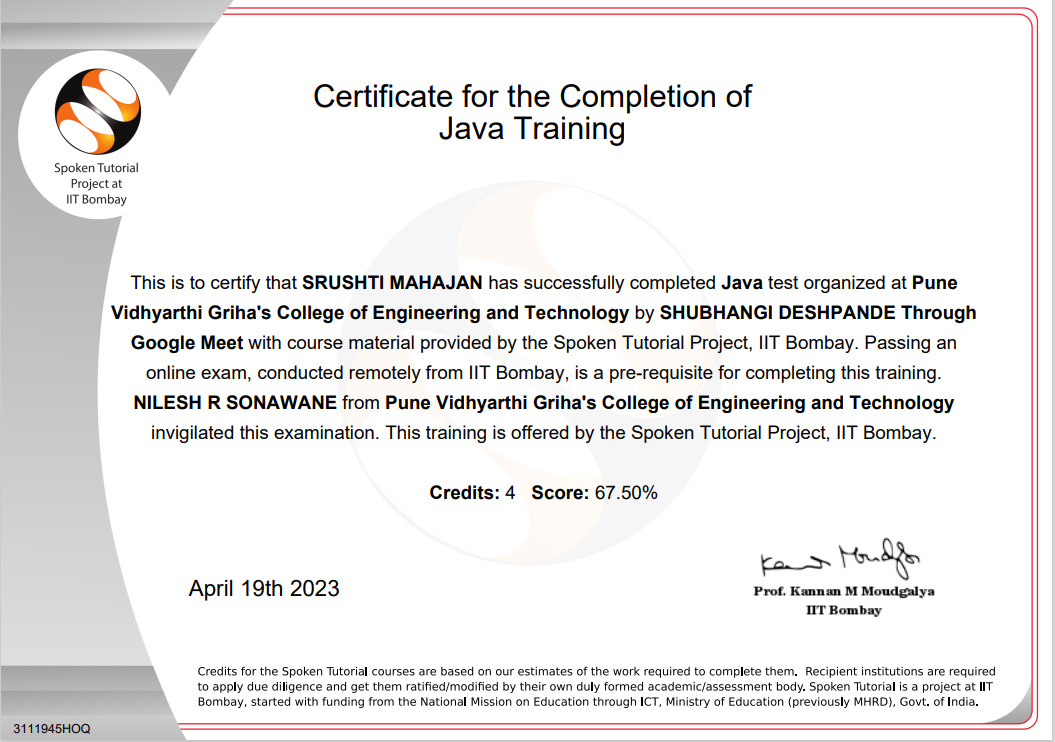 Spoken Tutorial
Project at
IIT Bombay
Certificate for the Completion of
Java Training
This is to certify that SRUSHTI MAHAJAN has successfully completed Java test organized at Pune
Vidhyarthi Griha's College of Engineering and Technology by SHUBHANGI DESHPANDE Through
Google Meet with course material provided by the Spoken Tutorial Project, IIT Bombay. Passing an
online exam, conducted remotely from IIT Bombay, is a pre-requisite for completing this training.
NILESH R SONAWANE from Pune Vidhyarthi Griha's College of Engineering and Technology
invigilated this examination. This training is offered by the Spoken Tutorial Project, IIT Bombay.
Credits: 4 Score: 67.50%
April 19th 2023
Prof. Kannan M Moudgalya
IIT Bombay
Credits for the Spoken Tutorial courses are based on our estimates of the work required to complete them. Recipient institutions are required
to apply due diligence and get them ratified/modified by their own duly formed academic/assessment body. Spoken Tutorial is a project at IIT
Bombay, started with funding from the National Mission on Education through ICT, Ministry of Education (previously MHRD), Govt. of India.
3111945HOQ